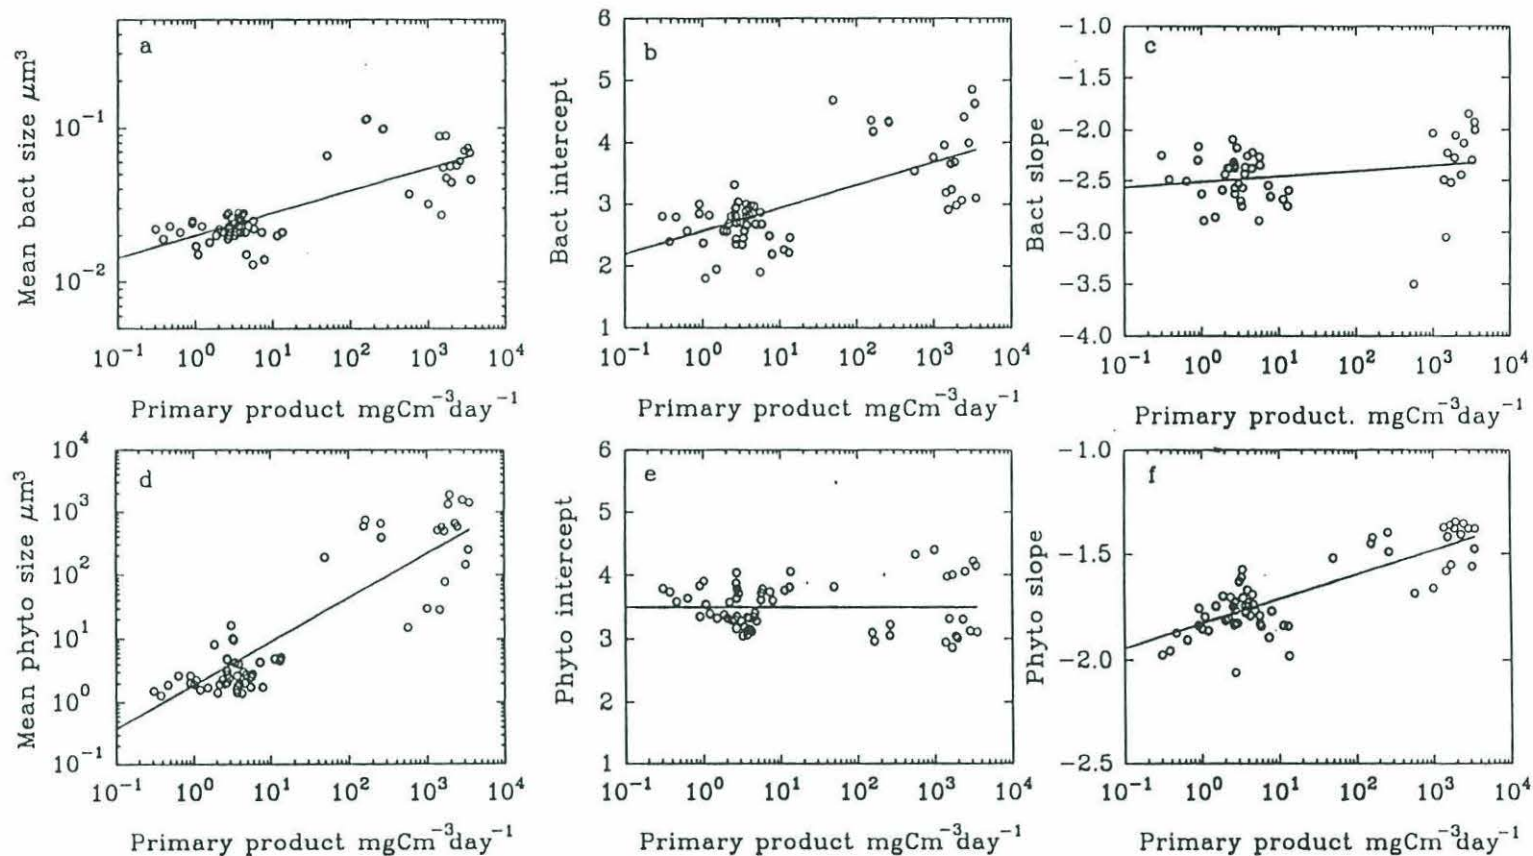 a
Mean bact size μm³
10⁻¹
10⁻²
10⁻¹ 10⁰ 10¹ 10² 10³ 10⁴
Primary product mgCm⁻³day⁻¹
b
Bact intercept
6
5
4
3
2
1
10⁻¹ 10⁰ 10¹ 10² 10³ 10⁴
Primary product mgCm⁻³day⁻¹
c
Bact slope
−1.0
−1.5
−2.0
−2.5
−3.0
−3.5
−4.0
10⁻¹ 10⁰ 10¹ 10² 10³ 10⁴
Primary product. mgCm⁻³day⁻¹
d
Mean phyto size μm³
10⁴
10³
10²
10¹
10⁰
10⁻¹
10⁻¹ 10⁰ 10¹ 10² 10³ 10⁴
Primary product mgCm⁻³day⁻¹
e
Phyto intercept
6
5
4
3
2
1
10⁻¹ 10⁰ 10¹ 10² 10³ 10⁴
Primary product mgCm⁻³day⁻¹
f
Phyto slope
−1.0
−1.5
−2.0
−2.5
10⁻¹ 10⁰ 10¹ 10² 10³ 10⁴
Primary product mgCm⁻³day⁻¹